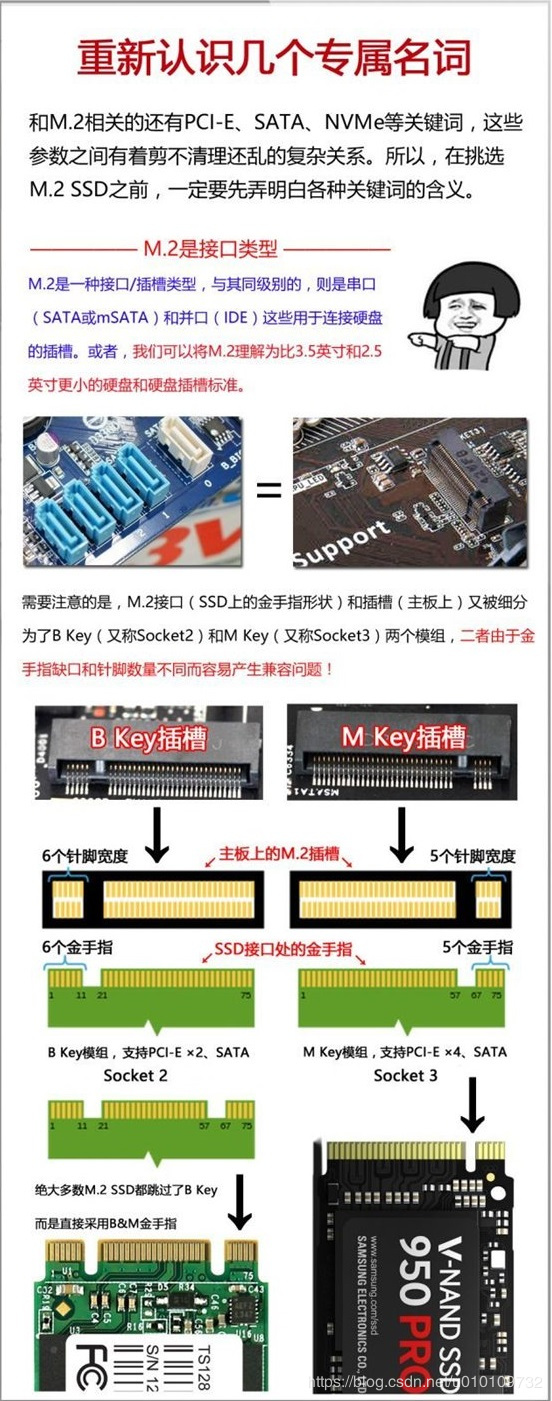 重新认识几个专属名词
和M.2相关的还有PCI-E、SATA、NVMe等关键词，这些
参数之间有着剪不清理还乱的复杂关系。所以，在挑选
M.2 SSD之前，一定要先弄明白各种关键词的含义。
M.2是接口类型
M.2是一种接口/插槽类型，与其同级别的，则是串口
（SATA或mSATA）和并口（IDE）这些用于连接硬盘
的插槽。或者，我们可以将M.2理解为比3.5英寸和2.5
英寸更小的硬盘和硬盘插槽标准。
=
Support
需要注意的是，M.2接口（SSD上的金手指形状）和插槽（主板上）又被细分
为了B Key（又称Socket2）和M Key（又称Socket3）两个模组，二者由于金
手指缺口和针脚数量不同而容易产生兼容问题！
B Key插槽 M Key插槽
MSATA1
6个针脚宽度 主板上的M.2插槽 5个针脚宽度
6个金手指 SSD接口处的金手指 5个金手指
1 11 21 75 1 57 67 75
B Key模组，支持PCI-E ×2、SATA M Key模组，支持PCI-E ×4、SATA
Socket 2 Socket 3
1 11 21 57 67 75
绝大多数M.2 SSD都跳过了B Key
而是直接采用B&M金手指
U1 75
C32 D5 R34 C46 C43
R16 U16 U8
FC
S/N 12
TS128
V-NAND SSD
950 PRO
www.samsung.com/ssd
SAMSUNG ELECTRONICS CO.,
https://blog.csdn.net/u010109732